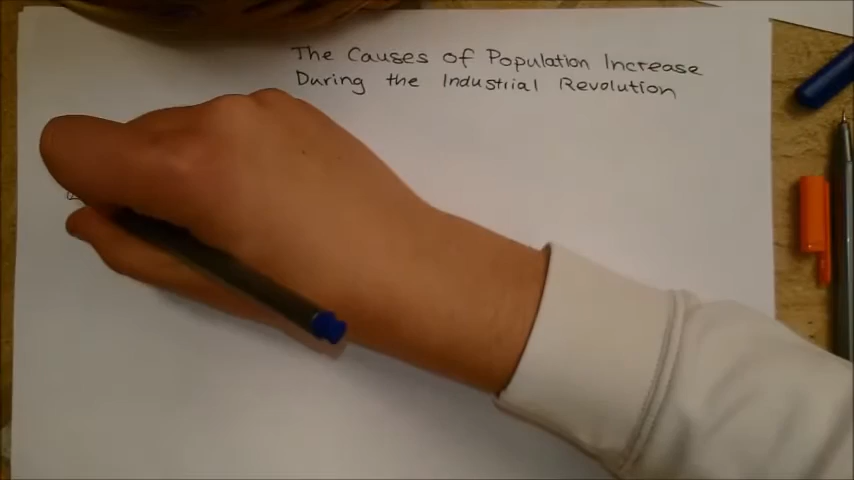 The Causes of Population Increase
During the Industrial Revolution